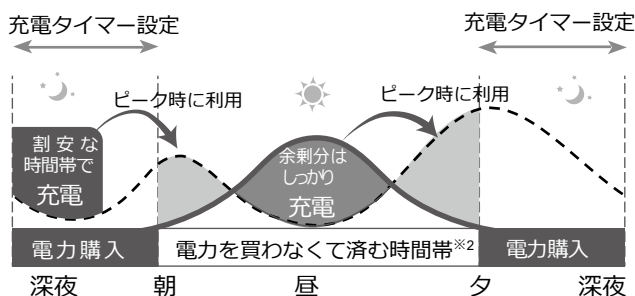 充電タイマー設定
充電タイマー設定
ピーク時に利用
ピーク時に利用
割安な
時間帯で
充電
余剰分は
しっかり
充電
電力購入
電力を買わなくて済む時間帯※2
電力購入
深夜
朝
昼
夕
深夜